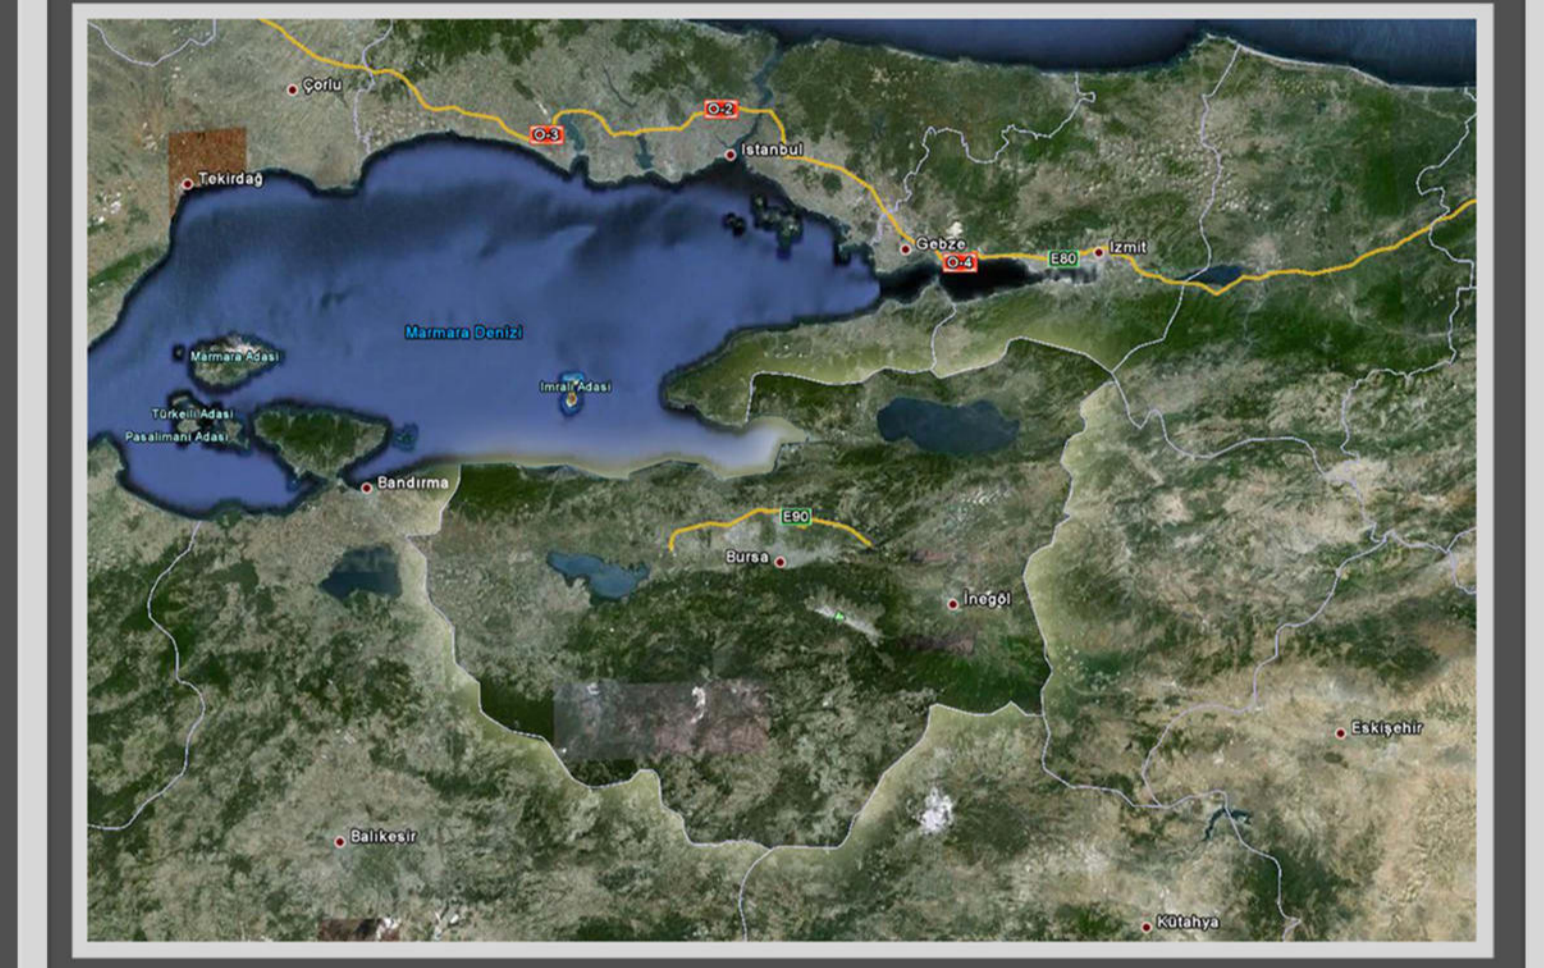 Çorlu
O-3
O-2
Istanbul
Tekirdağ
Gebze
O-4
E80
Izmit
Marmara Denizi
Marmara Adasi
Imrali Adasi
Türkeli Adasi
Pasalimani Adasi
Bandırma
E90
Bursa
İnegöl
Eskişehir
Balıkesir
Kütahya